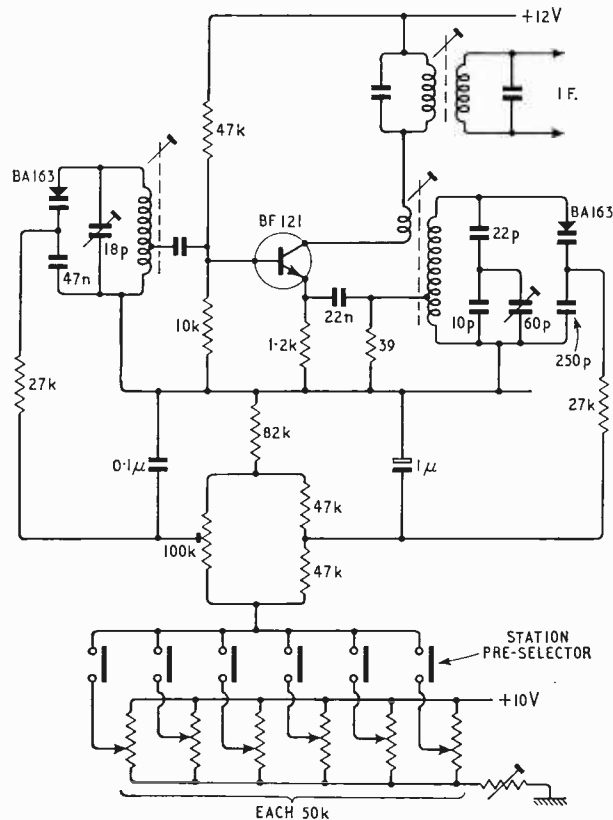 +12V
1F.
47k
BA163
BF121
BA163
18p
22p
47n
10k
22n
10p
60p
1·2k
39
250p
27k
27k
82k
0·1μ
1μ
47k
100k
47k
STATION
PRE-SELECTOR
+10V
EACH 50k